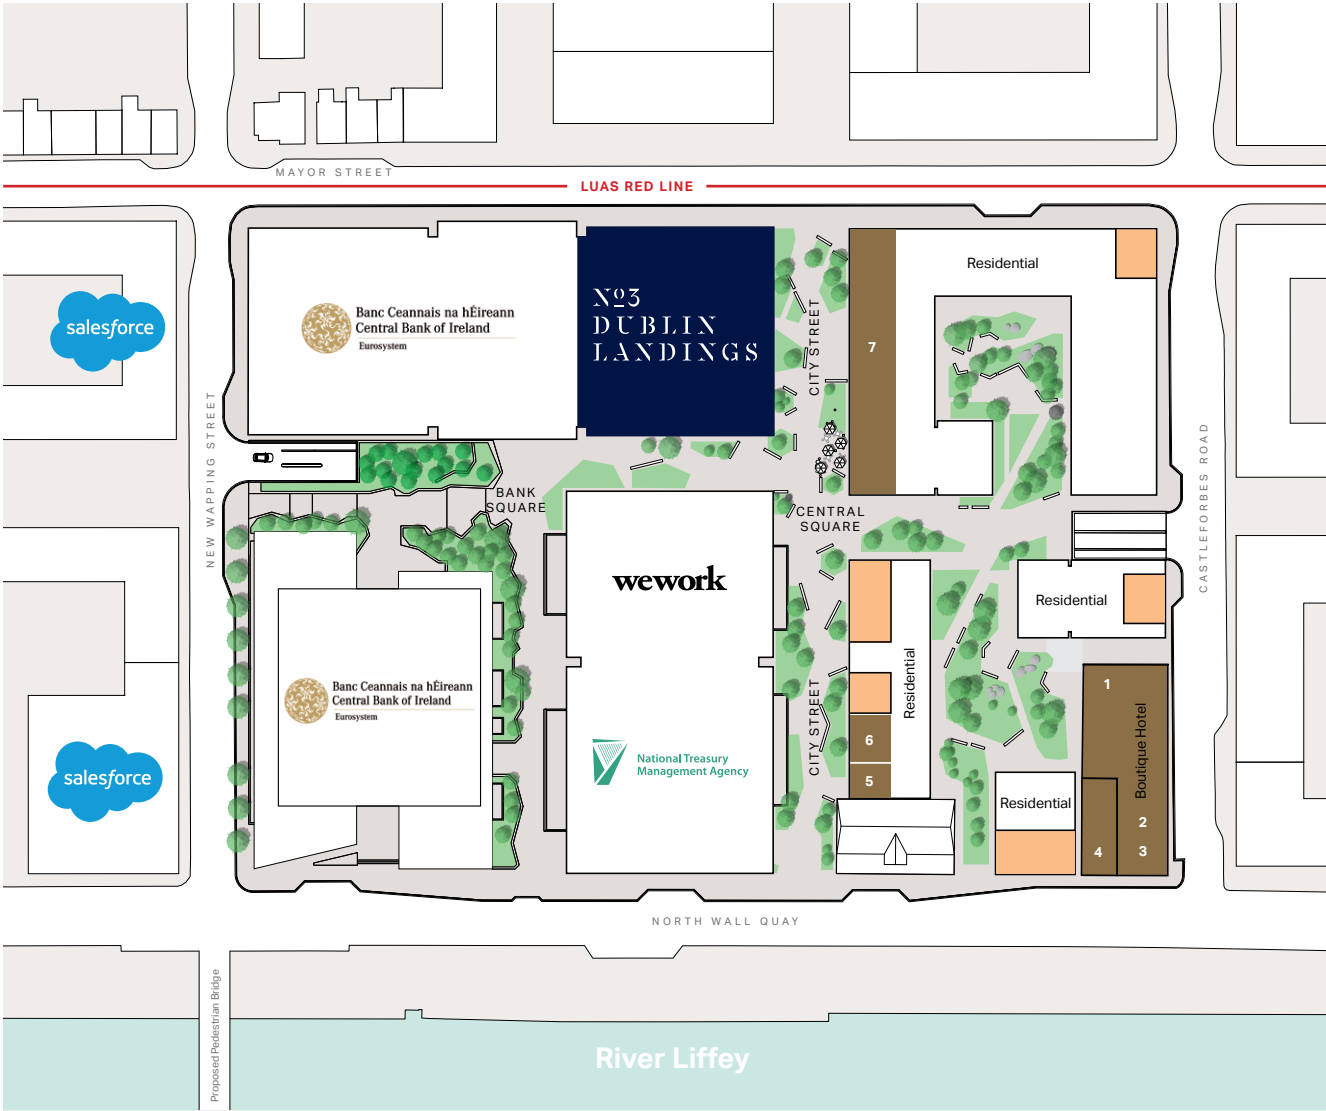 MAYOR STREET
LUAS RED LINE
Residential
salesforce
Banc Ceannais na hÉireann
Central Bank of Ireland
Eurosystem
Nº3
DUBLIN
LANDINGS
CITY STREET
7
NEW WAPPING STREET
CASTLEFORBES ROAD
BANK
SQUARE
CENTRAL
SQUARE
wework
Residential
Residential
Banc Ceannais na hÉireann
Central Bank of Ireland
Eurosystem
1
Boutique Hotel
CITY STREET
6
5
National Treasury
Management Agency
salesforce
Residential
2
4
3
NORTH WALL QUAY
Proposed Pedestrian Bridge
River Liffey